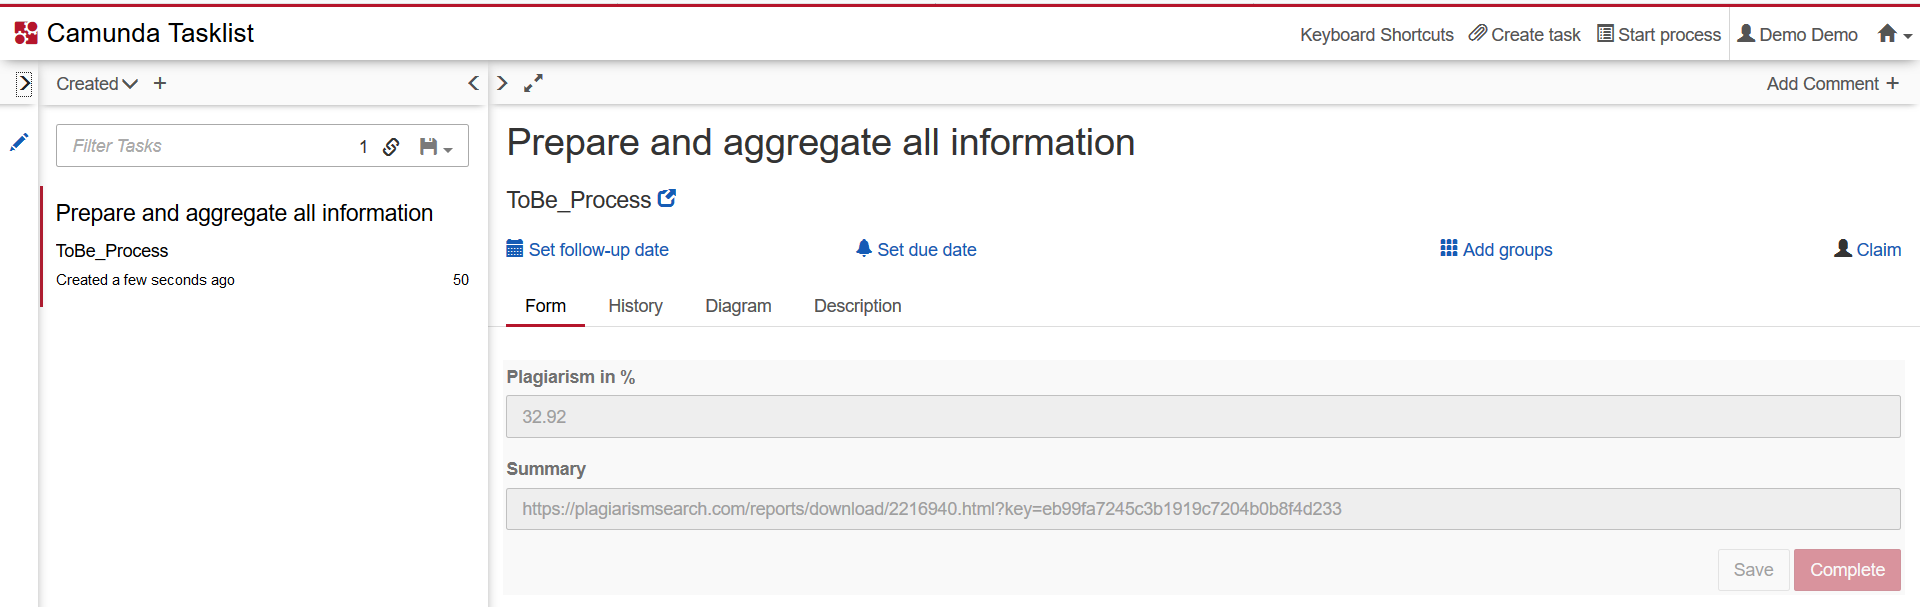 Camunda Tasklist
Keyboard Shortcuts Create task Start process Demo Demo
Created +
Add Comment +
Filter Tasks 1
Prepare and aggregate all information
ToBe_Process
Created a few seconds ago 50
Prepare and aggregate all information
ToBe_Process
Set follow-up date Set due date Add groups Claim
Form History Diagram Description
Plagiarism in %
32.92
Summary
https://plagiarismsearch.com/reports/download/2216940.html?key=eb99fa7245c3b1919c7204b0b8f4d233
Save Complete